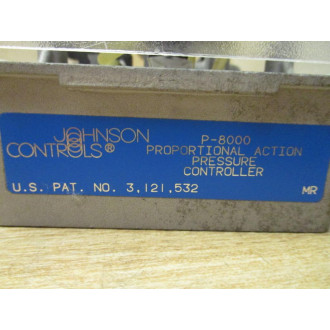 JOHNSON
CONTROLS®
P-8000
PROPORTIONAL ACTION
PRESSURE
CONTROLLER
U.S. PAT. NO. 3,121,532
MR